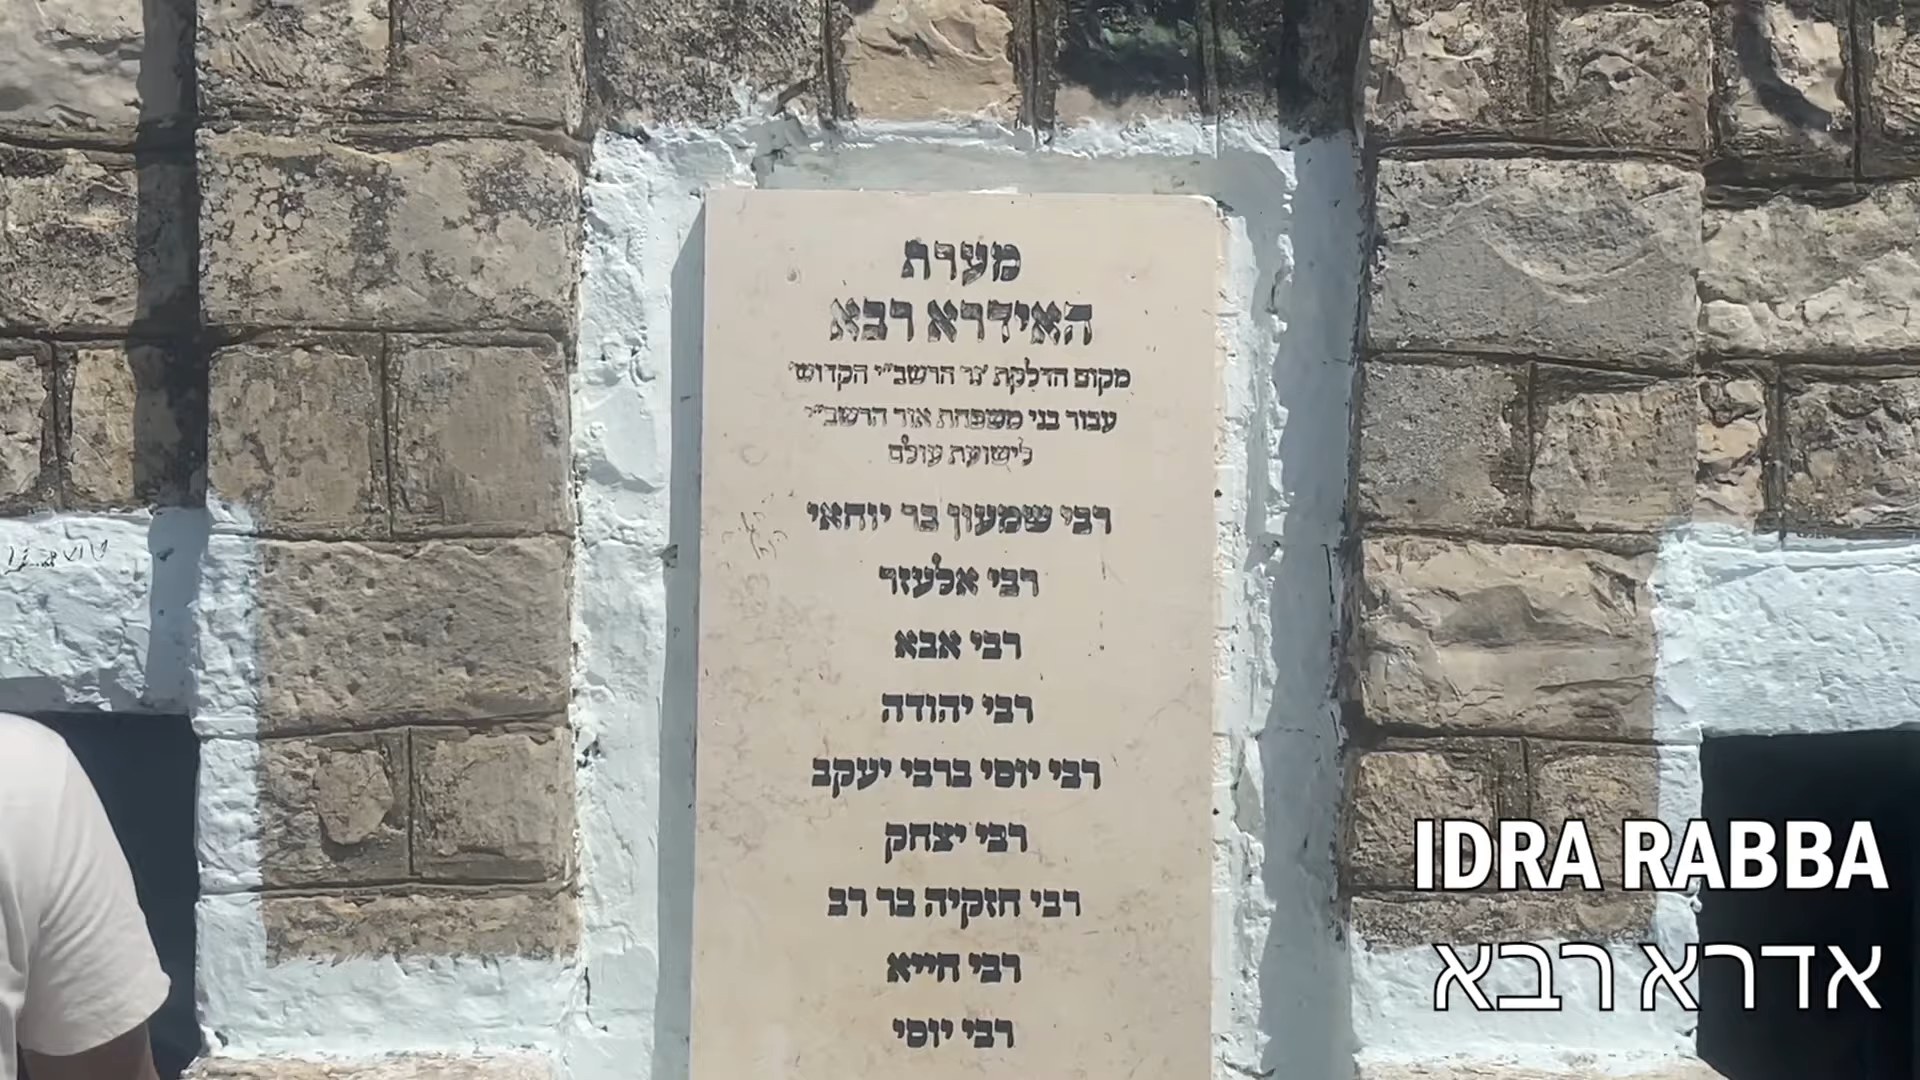 מערת
האידרא רבא
מקום הדלקת 'נר הרשב"י הקדוש'
עבור בני משפחת אור הרשב"י
לישועת עולם
רבי שמעון בר יוחאי
רבי אלעזר
רבי אבא
רבי יהודה
רבי יוסי ברבי יעקב
רבי יצחק
רבי חזקיה בר רב
רבי חייא
רבי יוסי
IDRA RABBA
אדרא רבא